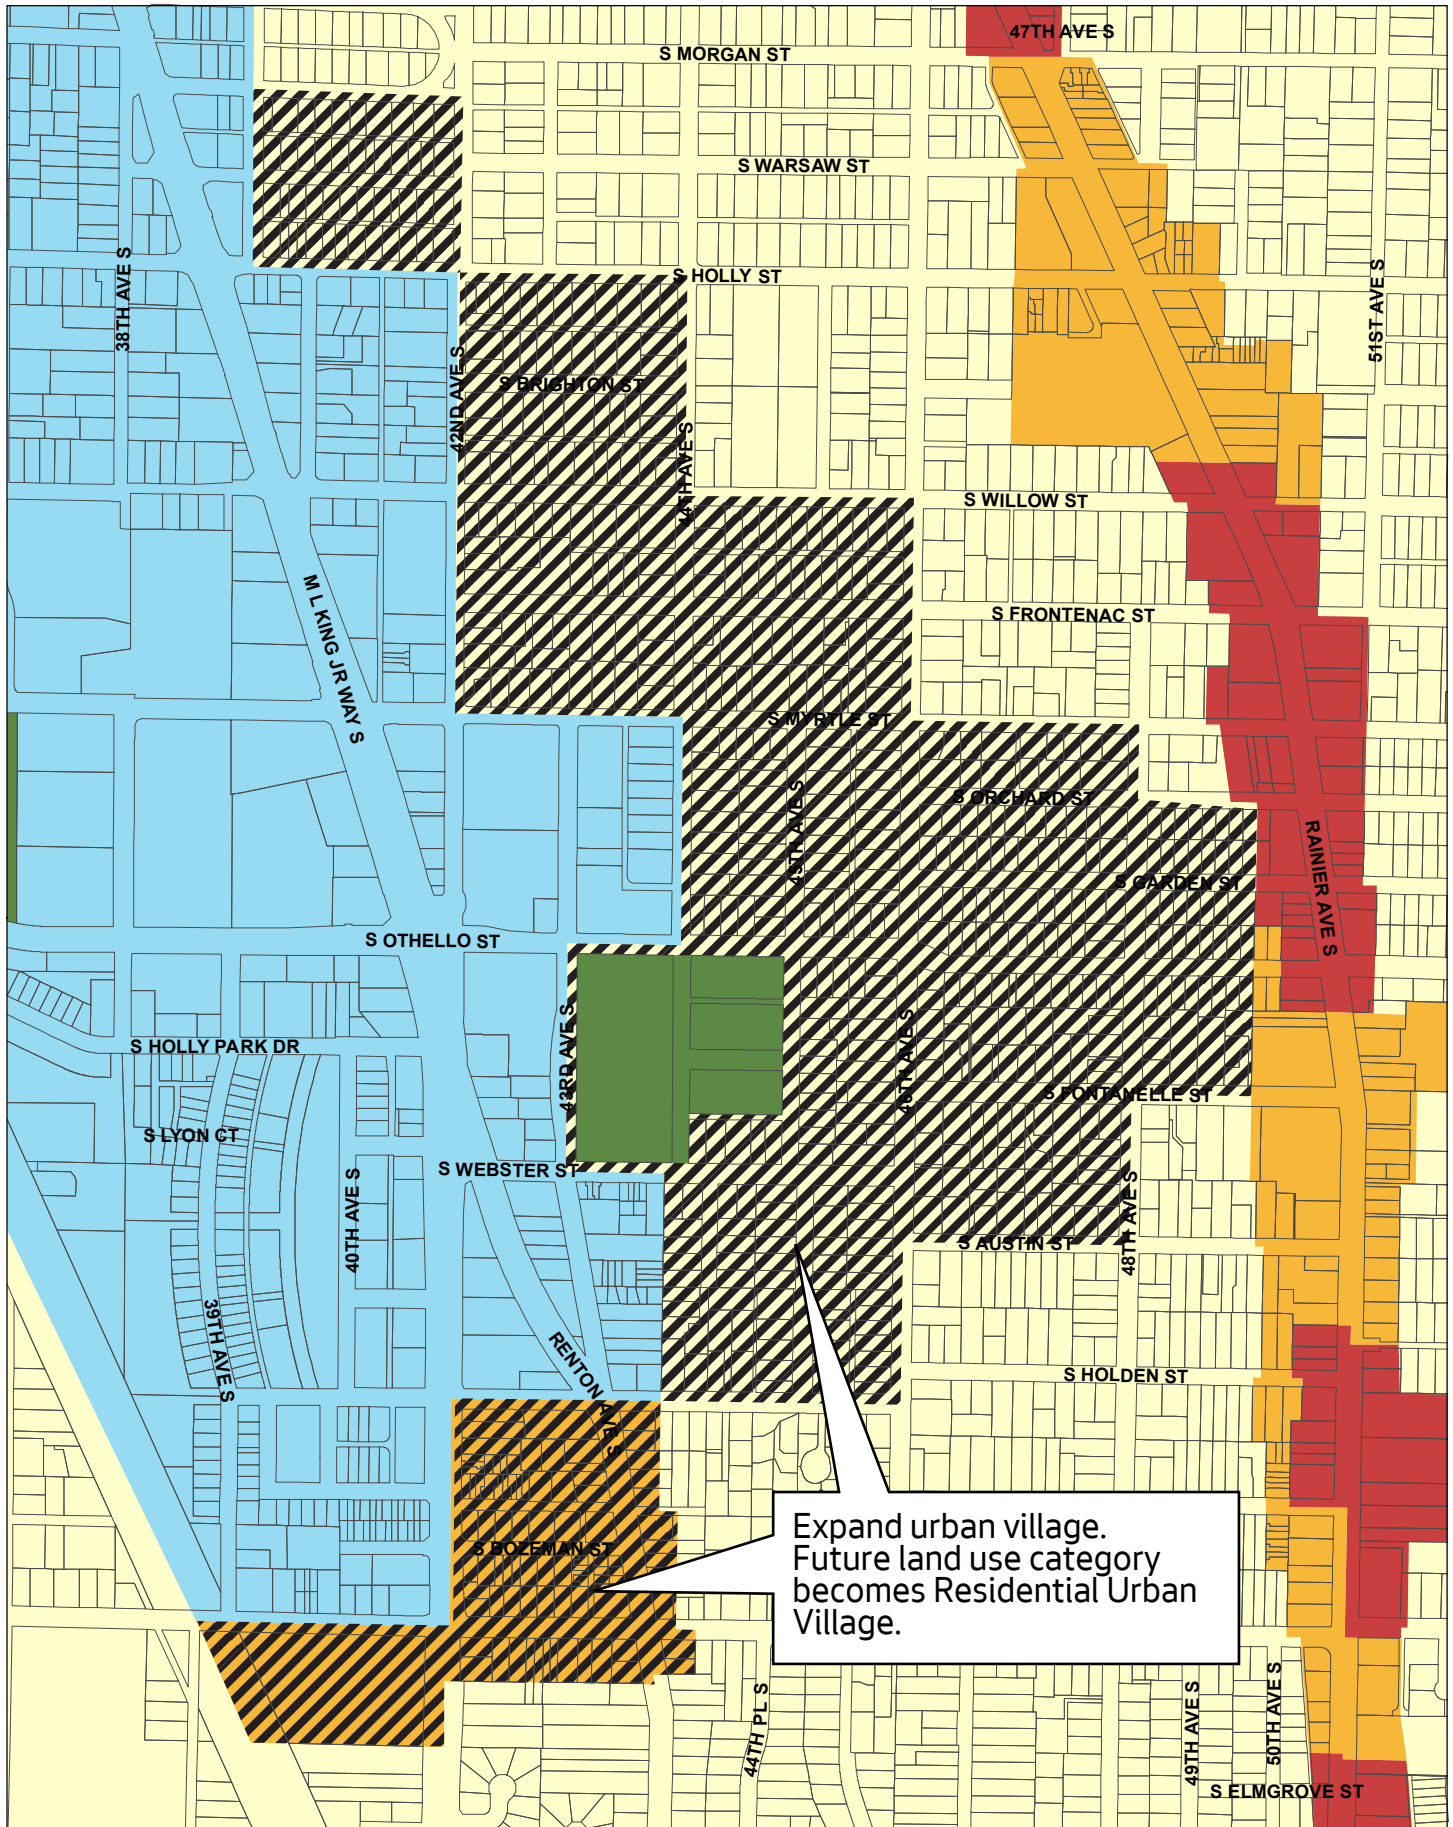 47TH AVE S
S MORGAN ST
S WARSAW ST
38TH AVE S
S HOLLY ST
51ST AVE S
42ND AVE S
S BRIGHTON ST
44TH AVE S
S WILLOW ST
M L KING JR WAY S
S FRONTENAC ST
S MYRTLE ST
45TH AVE S
S ORCHARD ST
RAINIER AVE S
S GARDEN ST
S OTHELLO ST
43RD AVE S
46TH AVE S
S HOLLY PARK DR
S FONTANELLE ST
S LYON CT
S WEBSTER ST
40TH AVE S
48TH AVE S
S AUSTIN ST
39TH AVE S
RENTON AVE S
S HOLDEN ST
Expand urban village.
Future land use category
becomes Residential Urban
Village.
S BOZEMAN ST
44TH PL S
49TH AVE S
50TH AVE S
S ELMGROVE ST